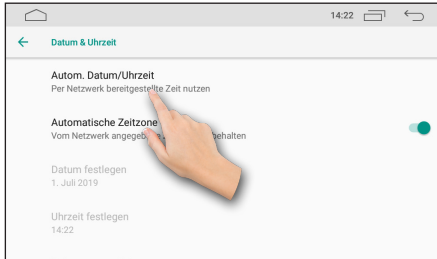 14:22
Datum & Uhrzeit
Autom. Datum/Uhrzeit
Per Netzwerk bereitgestellte Zeit nutzen
Automatische Zeitzone
Vom Netzwerk behalten
Datum festlegen
1. Juli 2019
Uhrzeit festlegen
14:22